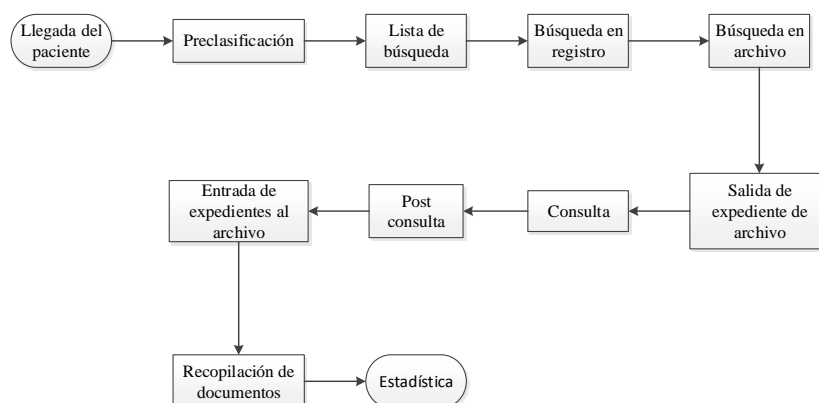 Llegada del
paciente
Preclasificación
Lista de
búsqueda
Búsqueda en
registro
Búsqueda en
archivo
Salida de
expediente de
archivo
Consulta
Post
consulta
Entrada de
expedientes al
archivo
Recopilación de
documentos
Estadística